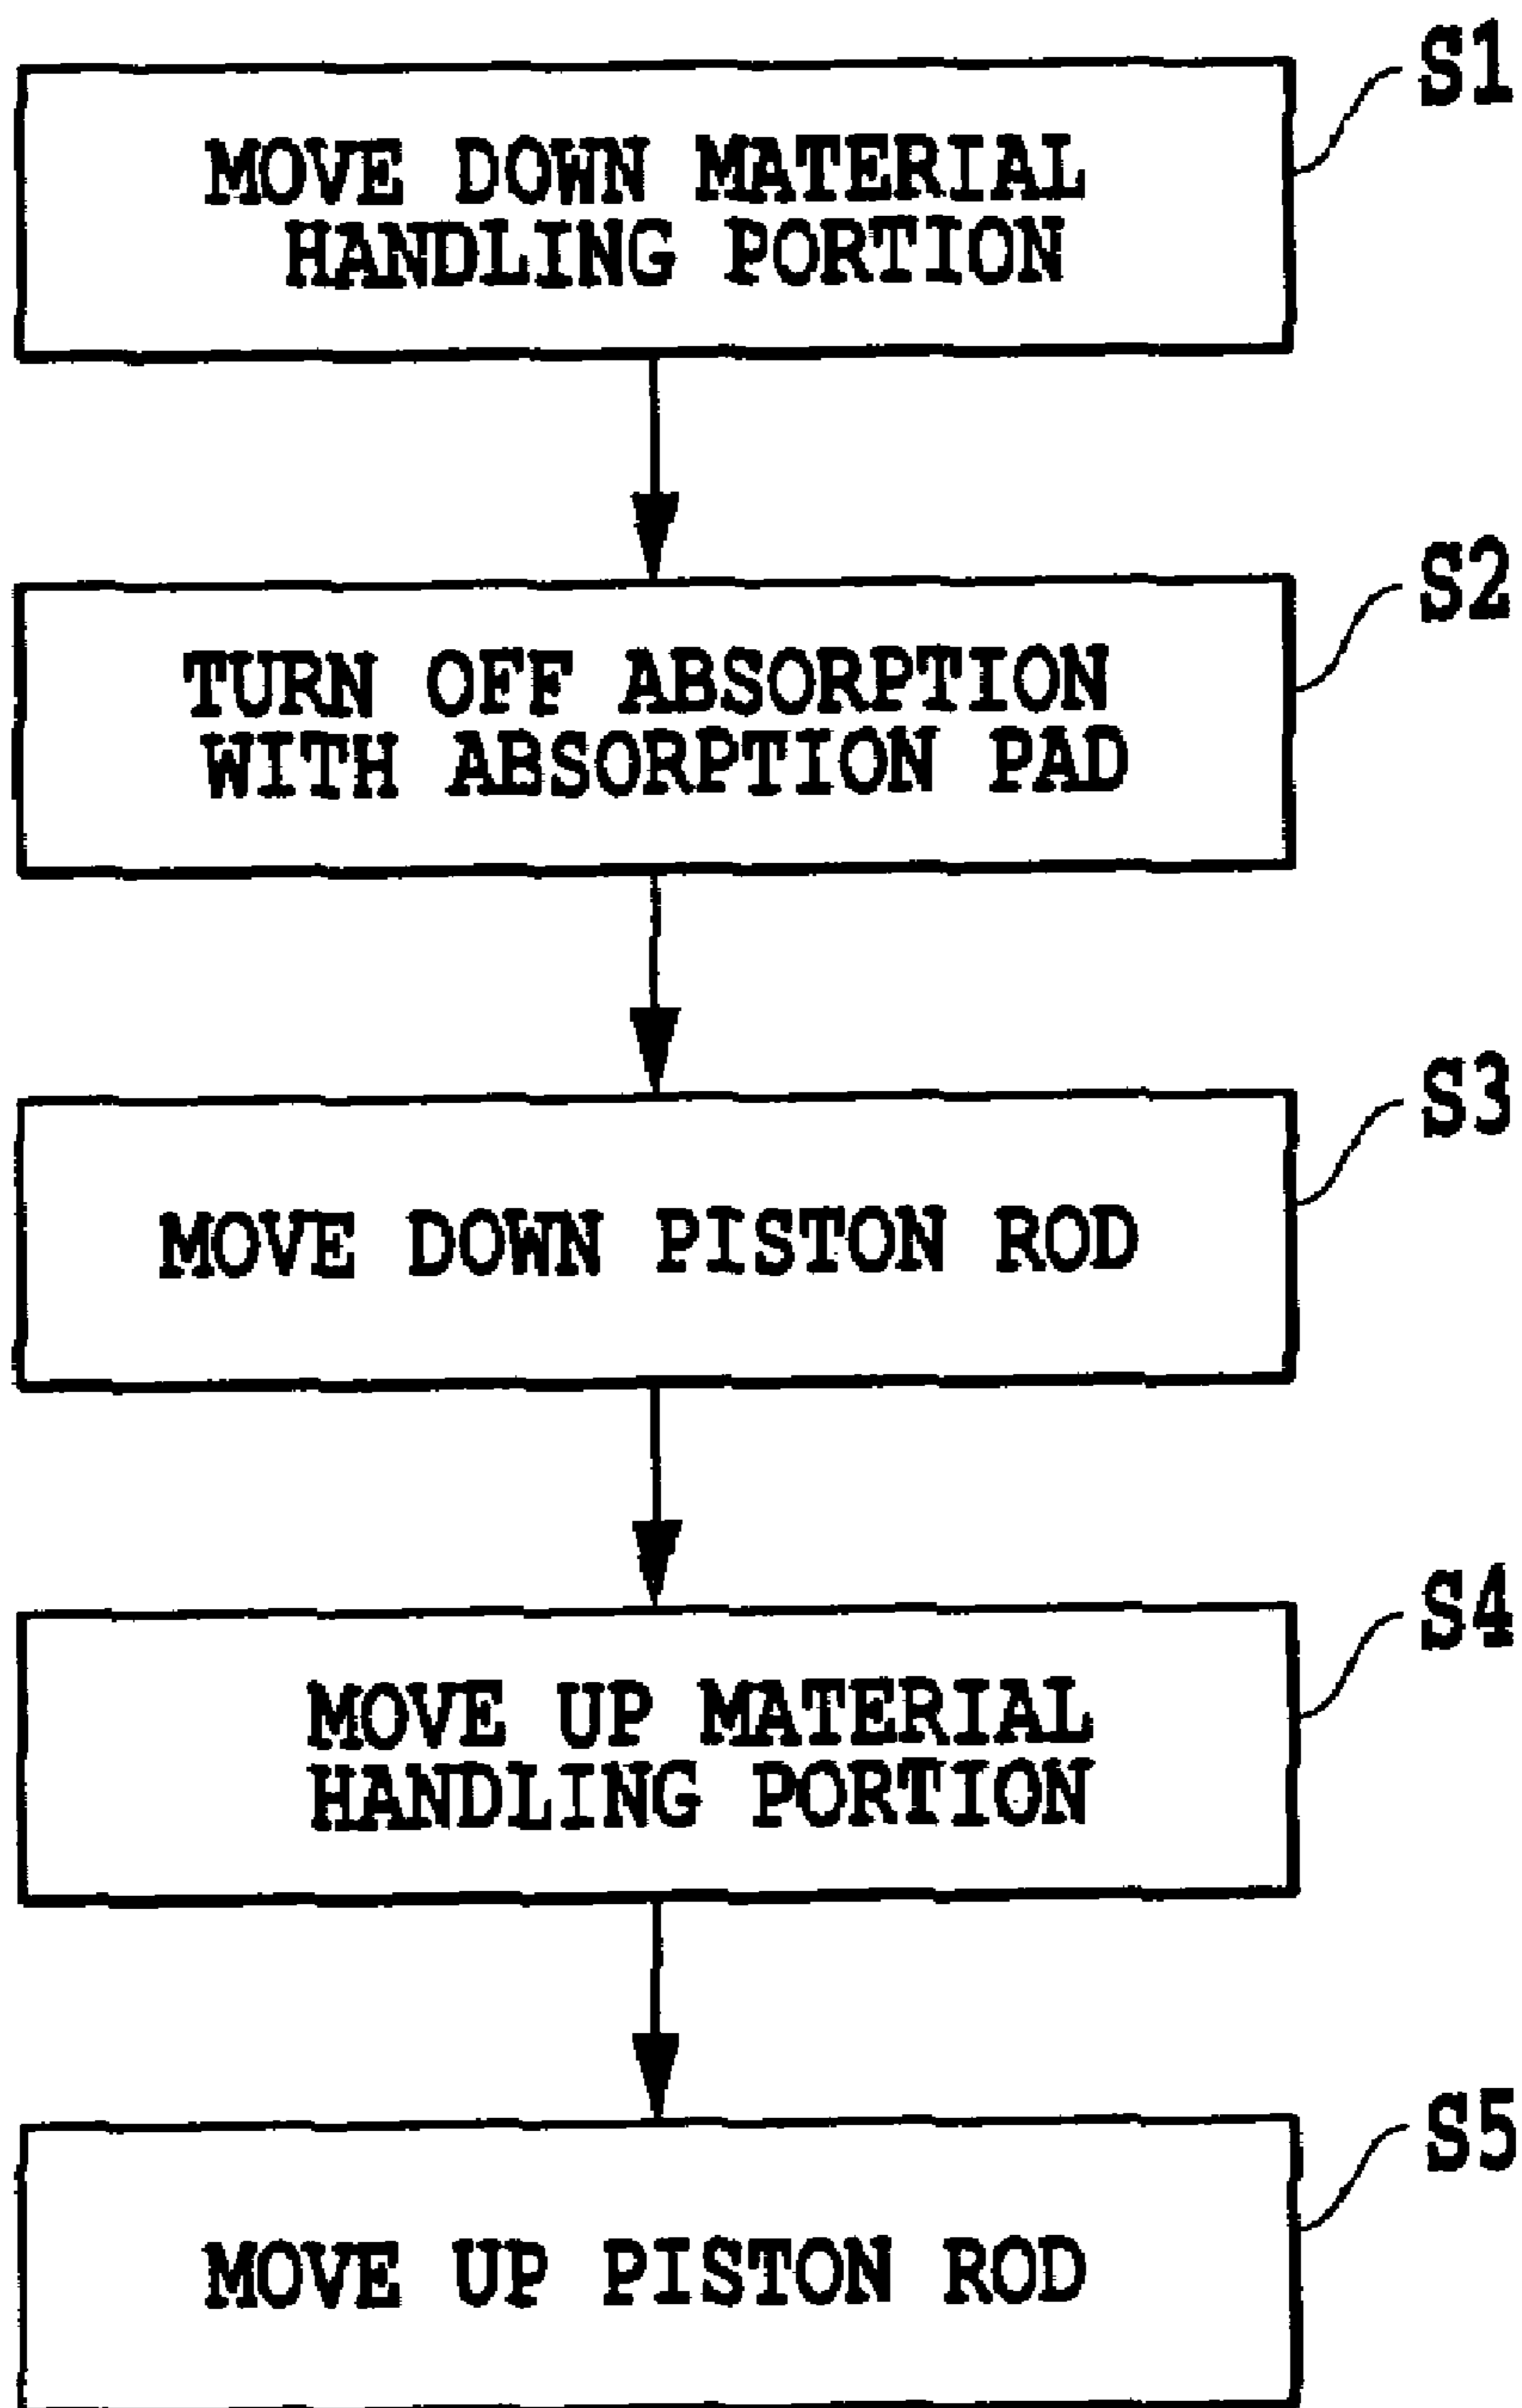 S1
MOVE DOWN MATERIAL
HANDLING PORTION
S2
TURN OFF ABSORPTION
WITH ABSORPTION PAD
S3
MOVE DOWN PISTON ROD
S4
MOVE UP MATERIAL
HANDLING PORTION
S5
MOVE UP PISTON ROD